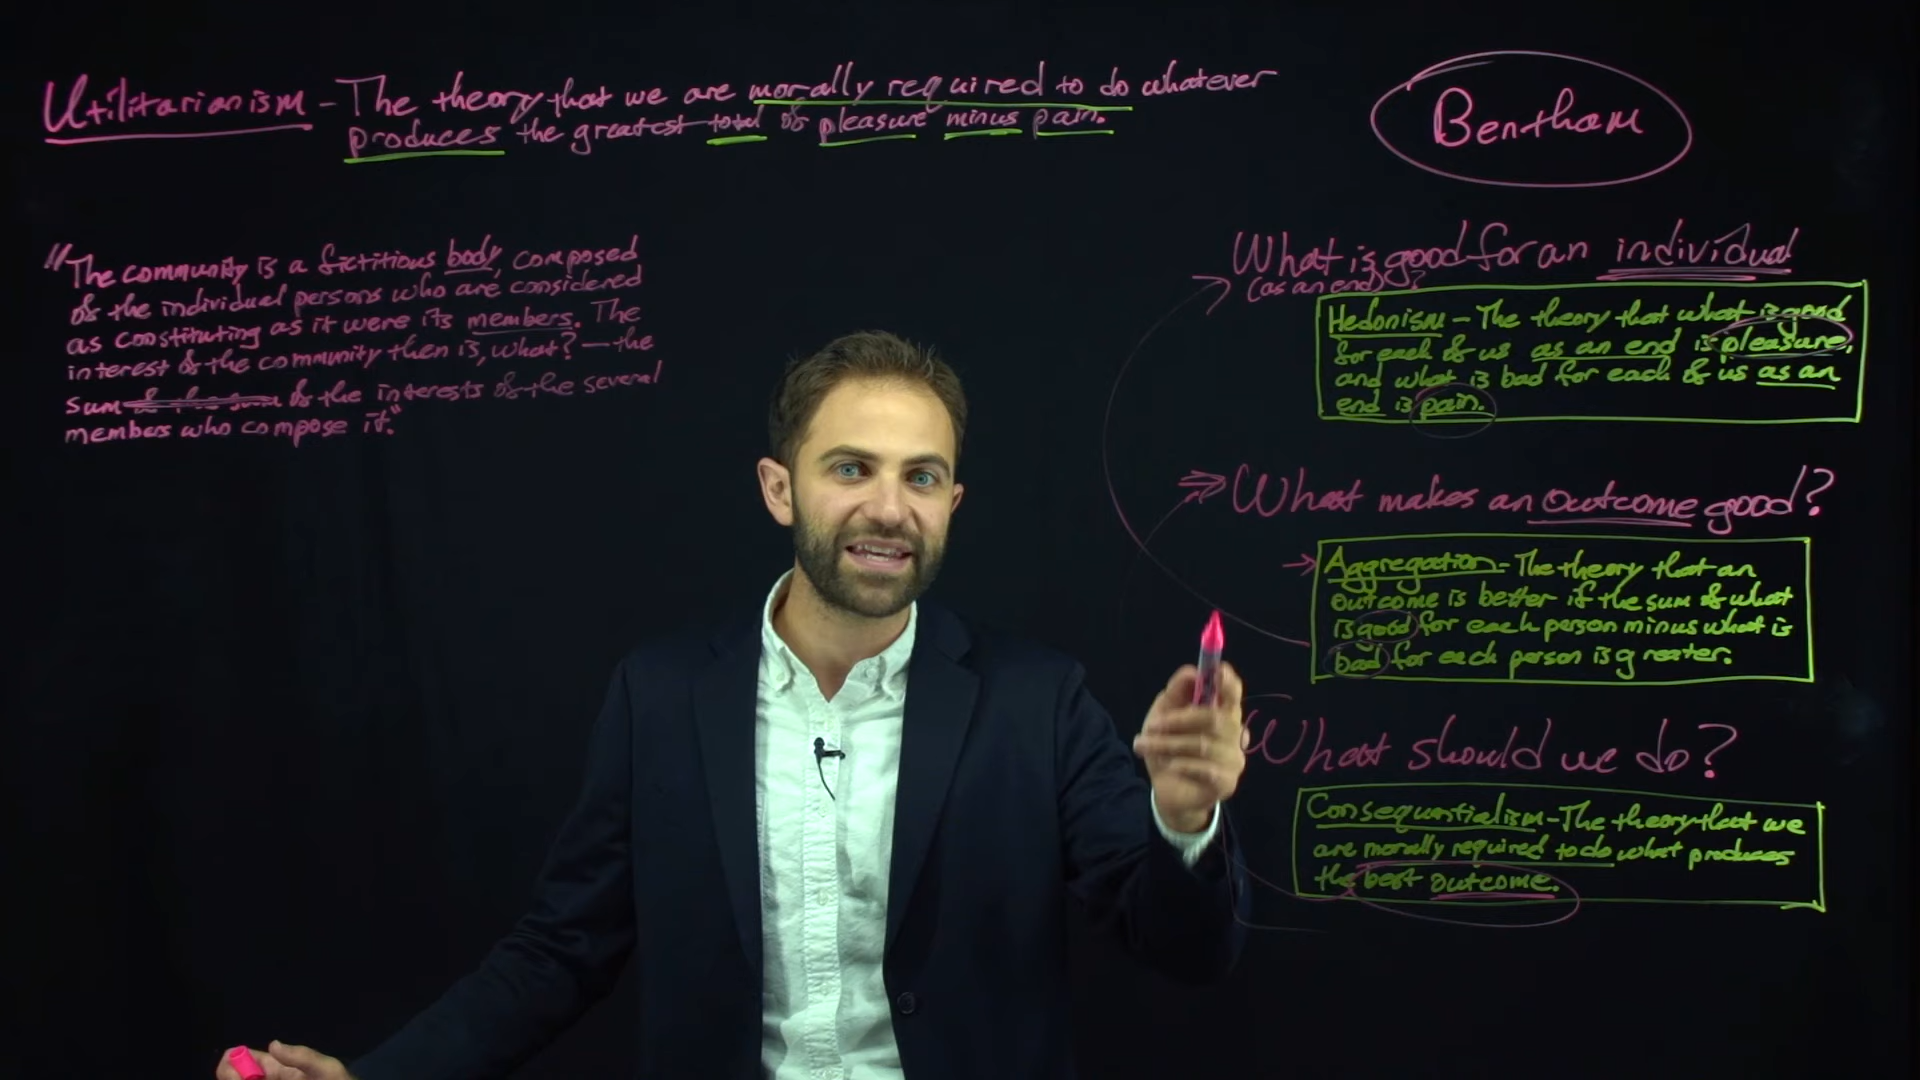 Utilitarianism - The theory that we are morally required to do whatever
produces the greatest total of pleasure minus pain.
Bentham
"The community is a fictitious body, composed
of the individual persons who are considered
as constituting as it were its members. The
interest of the community then is, what? - the
sum of the sum of the interests of the several
members who compose it."
What is good for an individual
(as an end)?
Hedonism - The theory that what is good
for each of us as an end is pleasure,
and what is bad for each of us as an
end is pain.
What makes an outcome good?
Aggregation - The theory that an
outcome is better if the sum of what
is good for each person minus what is
bad for each person is greater.
What should we do?
Consequentialism - The theory that we
are morally required to do what produces
the best outcome.